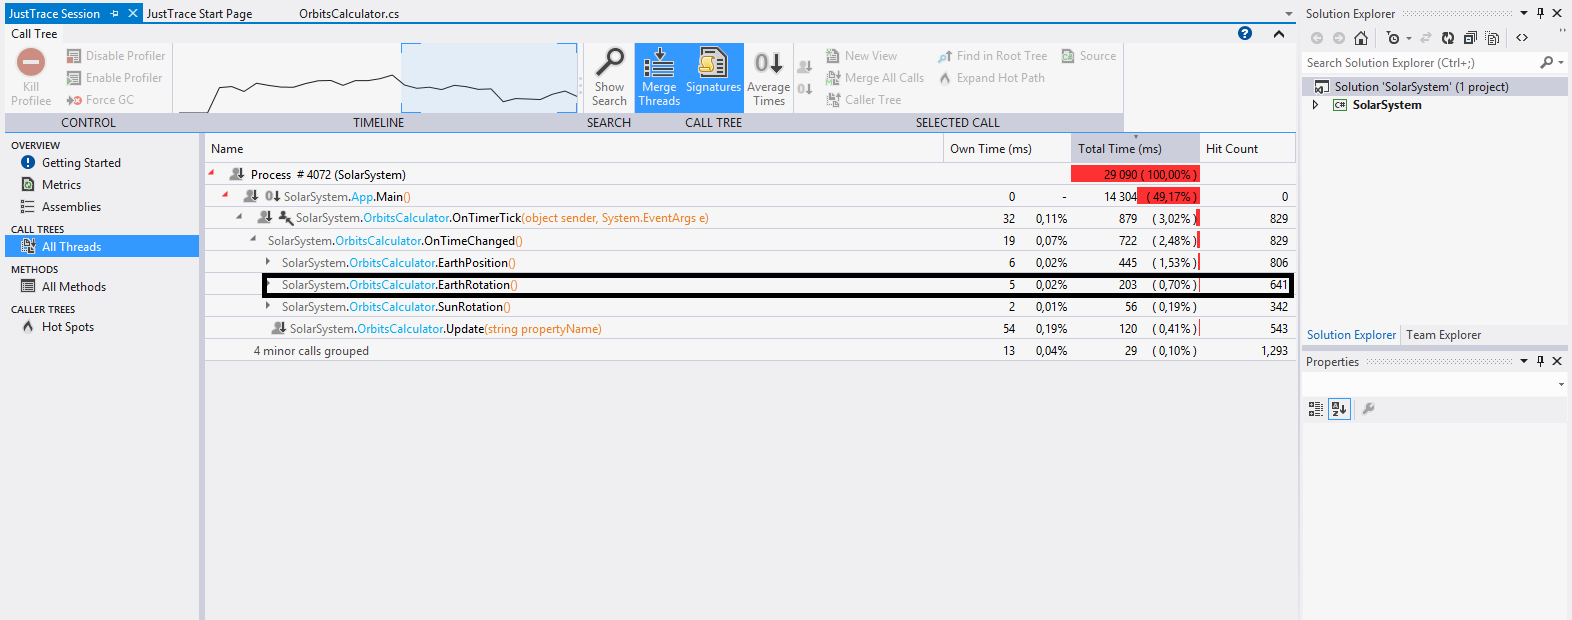 JustTrace Session JustTrace Start Page OrbitsCalculator.cs
Call Tree
Kill Profilee
Disable Profiler
Enable Profiler
Force GC
CONTROL
TIMELINE
Show Search
SEARCH
Merge Threads
Signatures
Average Times
CALL TREE
New View
Merge All Calls
Caller Tree
Find in Root Tree
Expand Hot Path
Source
SELECTED CALL
OVERVIEW
Getting Started
Metrics
Assemblies
CALL TREES
All Threads
METHODS
All Methods
CALLER TREES
Hot Spots
Name Own Time (ms) Total Time (ms) Hit Count
Process # 4072 (SolarSystem) 29 090 ( 100,00% )
SolarSystem.App.Main() 0 - 14 304 ( 49,17% ) 0
SolarSystem.OrbitsCalculator.OnTimerTick(object sender, System.EventArgs e) 32 0,11% 879 ( 3,02% ) 829
SolarSystem.OrbitsCalculator.OnTimeChanged() 19 0,07% 722 ( 2,48% ) 829
SolarSystem.OrbitsCalculator.EarthPosition() 6 0,02% 445 ( 1,53% ) 806
SolarSystem.OrbitsCalculator.EarthRotation() 5 0,02% 203 ( 0,70% ) 641
SolarSystem.OrbitsCalculator.SunRotation() 2 0,01% 56 ( 0,19% ) 342
SolarSystem.OrbitsCalculator.Update(string propertyName) 54 0,19% 120 ( 0,41% ) 543
4 minor calls grouped 13 0,04% 29 ( 0,10% ) 1,293
Solution Explorer
Search Solution Explorer (Ctrl+;)
Solution 'SolarSystem' (1 project)
C# SolarSystem
Solution Explorer Team Explorer
Properties